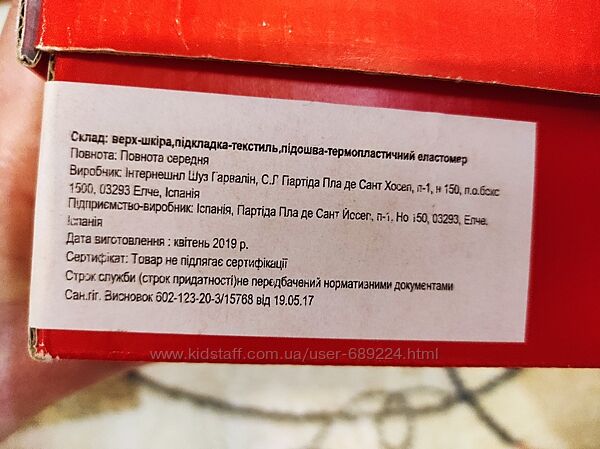 Склад: верх-шкіра,підкладка-текстиль,підошва-термопластичний еластомер
Повнота: Повнота середня
Виробник: Інтернешнл Шуз Гарвалін, С.Л Партіда Пла де Сант Хосеп, п-1, н 150, п.о.бокс
1500, 03293 Елче, Іспанія
Підприємство-виробник: Іспанія, Партіда Пла де Сант Йссеп, п-1. Но 150, 03293, Елче,
Іспанія
Дата виготовлення : квітень 2019 р.
Сертифікат: Товар не підлягає сертифікації
Строк служби (строк придатності)не передбачений нормативними документами
Сан.гіг. Висновок 602-123-20-3/15768 від 19.05.17
www.kidstaff.com.ua/user-689224.html